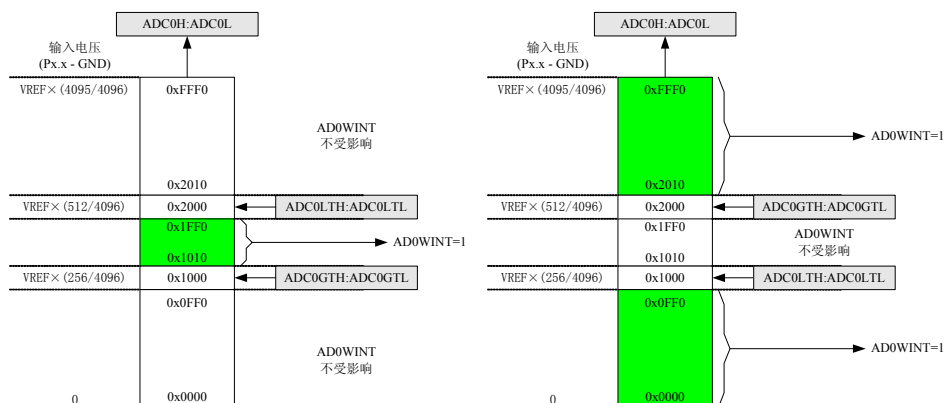 ADC0H:ADC0L
输入电压
(Px.x - GND)
VREF×(4095/4096)
0xFFF0
AD0WINT
不受影响
0x2010
VREF×(512/4096)
0x2000
ADC0LTH:ADC0LTL
0x1FF0
AD0WINT=1
0x1010
VREF×(256/4096)
0x1000
ADC0GTH:ADC0GTL
0x0FF0
AD0WINT
不受影响
0
0x0000
ADC0H:ADC0L
输入电压
(Px.x - GND)
VREF×(4095/4096)
0xFFF0
AD0WINT=1
0x2010
VREF×(512/4096)
0x2000
ADC0GTH:ADC0GTL
0x1FF0
AD0WINT
不受影响
0x1010
VREF×(256/4096)
0x1000
ADC0LTH:ADC0LTL
0x0FF0
AD0WINT=1
0
0x0000